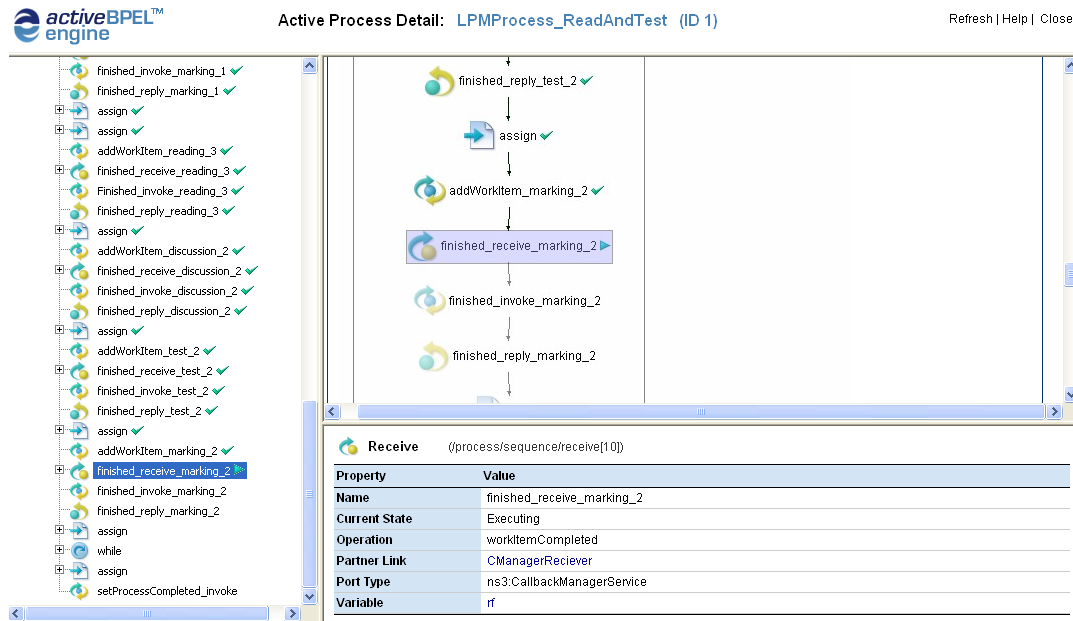 activeBPEL™
engine
Active Process Detail: LPMProcess_ReadAndTest (ID 1)
Refresh | Help | Close
finished_invoke_marking_1
finished_reply_marking_1
assign
assign
addWorkItem_reading_3
finished_receive_reading_3
Finished_invoke_reading_3
finished_reply_reading_3
assign
addWorkItem_discussion_2
finished_receive_discussion_2
finished_invoke_discussion_2
finished_reply_discussion_2
assign
addWorkItem_test_2
finished_receive_test_2
finished_invoke_test_2
finished_reply_test_2
assign
addWorkItem_marking_2
finished_receive_marking_2
finished_invoke_marking_2
finished_reply_marking_2
assign
while
assign
setProcessCompleted_invoke
finished_reply_test_2
assign
addWorkItem_marking_2
finished_receive_marking_2
finished_invoke_marking_2
finished_reply_marking_2
Receive (/process/sequence/receive[10])
Property Value
Name finished_receive_marking_2
Current State Executing
Operation workItemCompleted
Partner Link CManagerReciever
Port Type ns3:CallbackManagerService
Variable rf